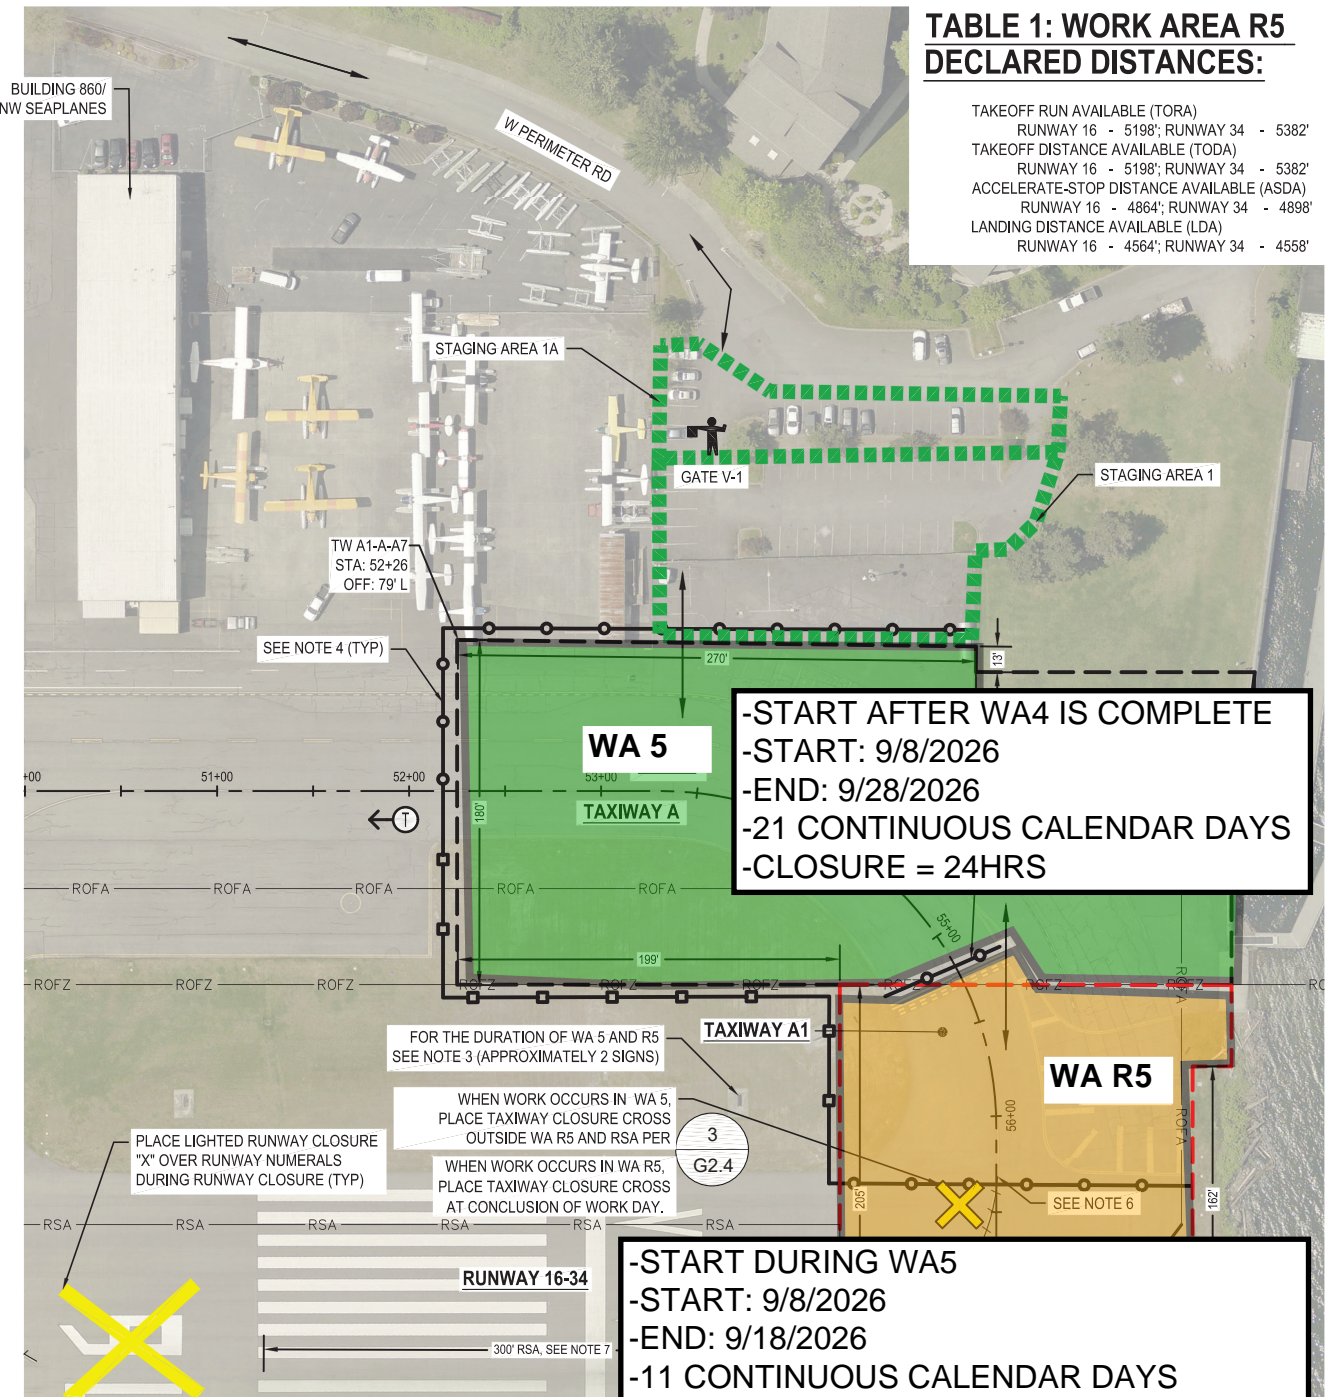 TABLE 1: WORK AREA R5
DECLARED DISTANCES:
TAKEOFF RUN AVAILABLE (TORA)
RUNWAY 16 - 5198'; RUNWAY 34 - 5382'
TAKEOFF DISTANCE AVAILABLE (TODA)
RUNWAY 16 - 5198'; RUNWAY 34 - 5382'
ACCELERATE-STOP DISTANCE AVAILABLE (ASDA)
RUNWAY 16 - 4864'; RUNWAY 34 - 4898'
LANDING DISTANCE AVAILABLE (LDA)
RUNWAY 16 - 4564'; RUNWAY 34 - 4558'
BUILDING 860/
NW SEAPLANES
W PERIMETER RD
STAGING AREA 1A
GATE V-1
STAGING AREA 1
TW A1-A-A7
STA: 52+26
OFF: 79' L
SEE NOTE 4 (TYP)
270'
13'
WA 5
-START AFTER WA4 IS COMPLETE
-START: 9/8/2026
-END: 9/28/2026
-21 CONTINUOUS CALENDAR DAYS
-CLOSURE = 24HRS
+00
51+00
52+00
53+00
TAXIWAY A
T
180'
ROFA ROFA ROFA ROFA ROFA
55+00
199'
ROFZ ROFZ ROFZ ROFZ ROFZ ROFZ RO
ROFA
FOR THE DURATION OF WA 5 AND R5
SEE NOTE 3 (APPROXIMATELY 2 SIGNS)
TAXIWAY A1
WA R5
WHEN WORK OCCURS IN WA 5,
PLACE TAXIWAY CLOSURE CROSS
OUTSIDE WA R5 AND RSA PER
3
G2.4
WHEN WORK OCCURS IN WA R5,
PLACE TAXIWAY CLOSURE CROSS
AT CONCLUSION OF WORK DAY.
56+00
ROFA
PLACE LIGHTED RUNWAY CLOSURE
"X" OVER RUNWAY NUMERALS
DURING RUNWAY CLOSURE (TYP)
205'
SEE NOTE 6
162'
RSA RSA RSA RSA RSA
RUNWAY 16-34
300' RSA, SEE NOTE 7
-START DURING WA5
-START: 9/8/2026
-END: 9/18/2026
-11 CONTINUOUS CALENDAR DAYS